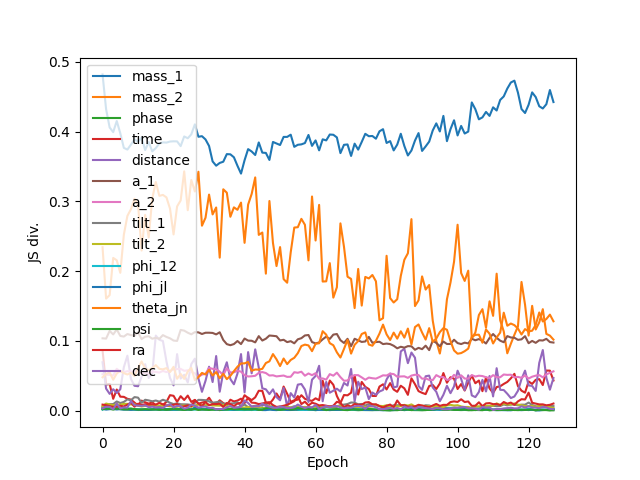 0.5
0.4
0.3
0.2
0.1
0.0
JS div.
mass_1
mass_2
phase
time
distance
a_1
a_2
tilt_1
tilt_2
phi_12
phi_jl
theta_jn
psi
ra
dec
0 20 40 60 80 100 120
Epoch